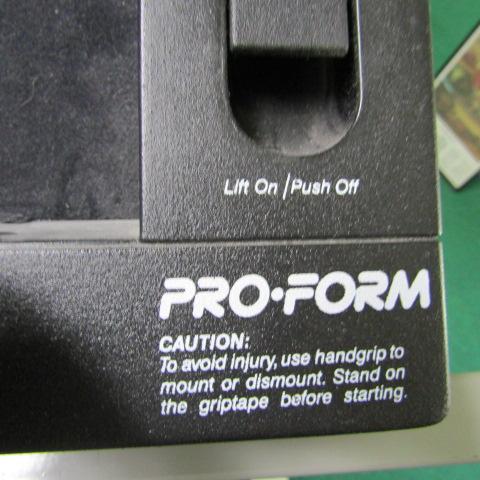 Lift On / Push Off
PRO·FORM
CAUTION:
To avoid injury, use handgrip to
mount or dismount. Stand on
the griptape before starting.